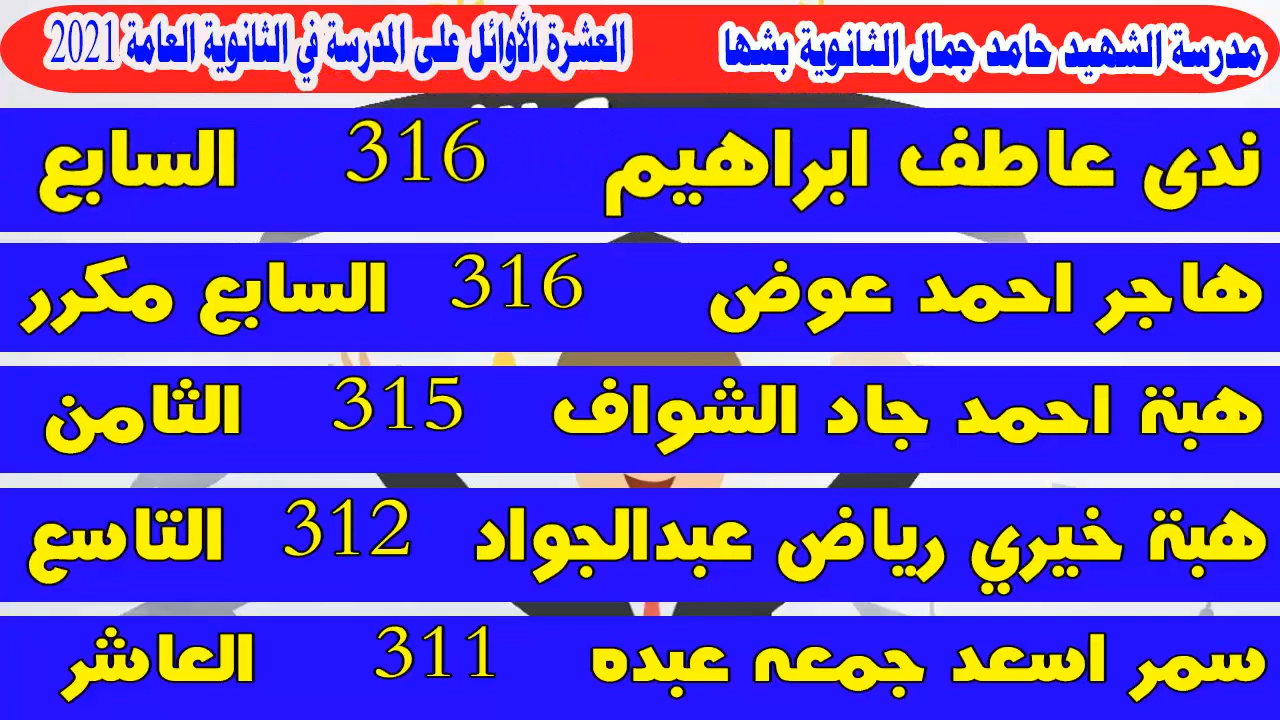 مدرسة الشهيد حامد جمال الثانوية بشها العشرة الأوائل على المدرسة في الثانوية العامة 2021
ندى عاطف ابراهيم 316 السابع
هاجر احمد عوض 316 السابع مكرر
هبة احمد جاد الشواف 315 الثامن
هبة خيري رياض عبدالجواد 312 التاسع
سمر اسعد جمعه عبده 311 العاشر